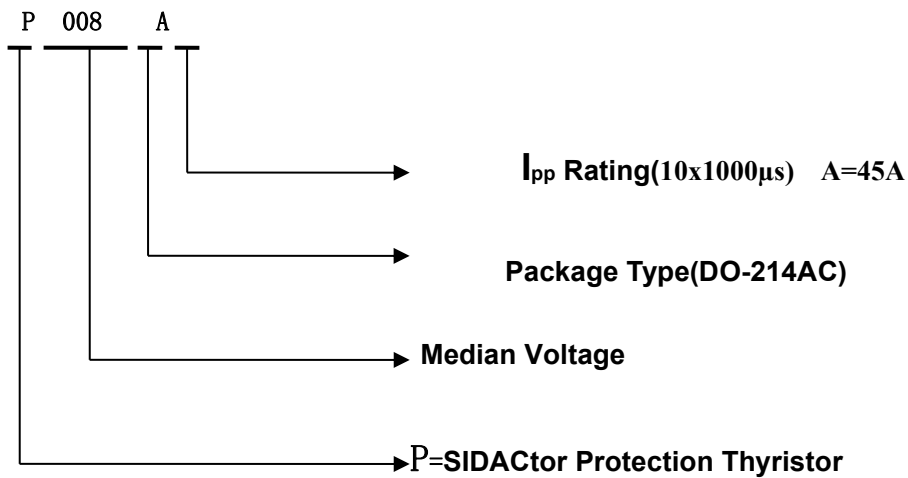 P 008 A
Ipp Rating(10x1000μs) A=45A
Package Type(DO-214AC)
Median Voltage
P=SIDACtor Protection Thyristor